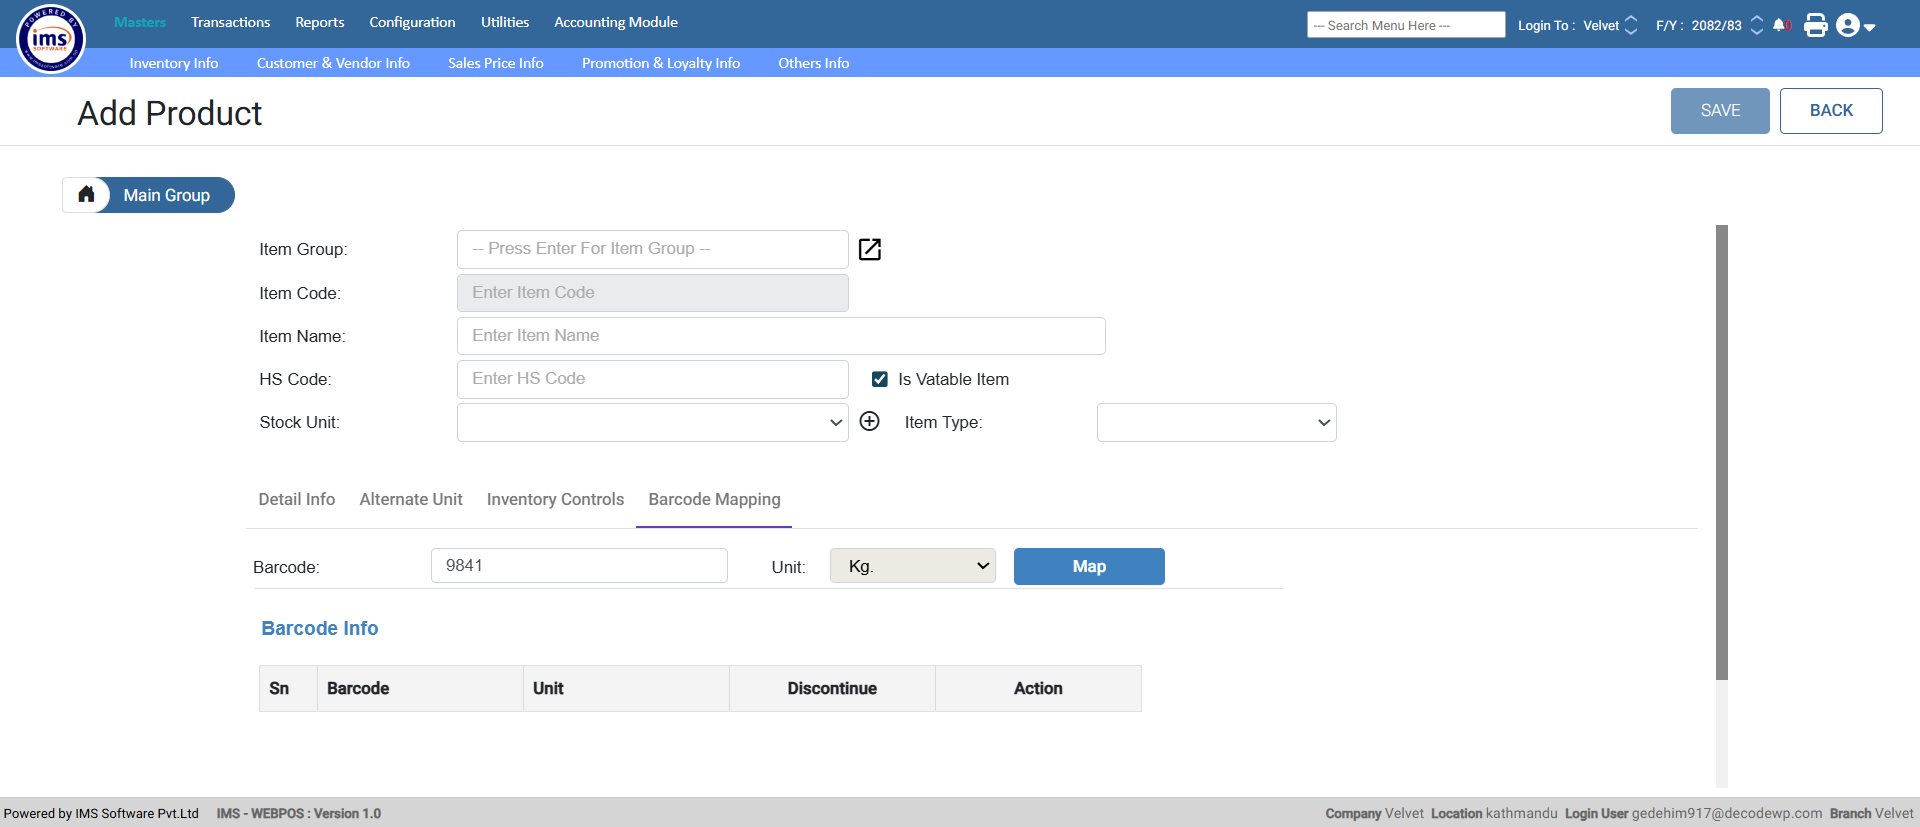 POWERED BY
ims
SOFTWARE
Masters Transactions Reports Configuration Utilities Accounting Module
--- Search Menu Here --- Login To : Velvet F/Y : 2082/83 0
Inventory Info Customer & Vendor Info Sales Price Info Promotion & Loyalty Info Others Info
Add Product
SAVE BACK
Main Group
Item Group: -- Press Enter For Item Group --
Item Code: Enter Item Code
Item Name: Enter Item Name
HS Code: Enter HS Code Is Vatable Item
Stock Unit: Item Type:
Detail Info Alternate Unit Inventory Controls Barcode Mapping
Barcode: 9841 Unit: Kg. Map
Barcode Info
Sn Barcode Unit Discontinue Action
Powered by IMS Software Pvt.Ltd IMS - WEBPOS : Version 1.0 Company Velvet Location kathmandu Login User gedehim917@decodewp.com Branch Velvet